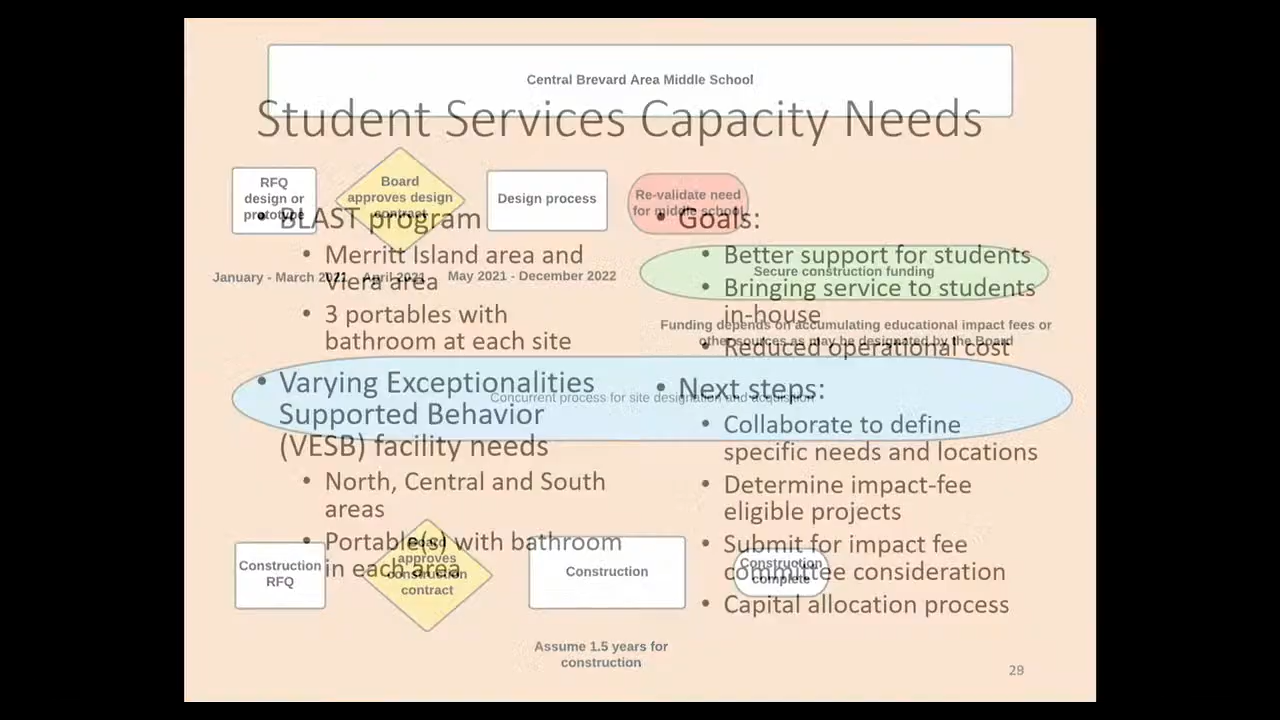 Central Brevard Area Middle School
Student Services Capacity Needs
RFQ
design or
prototype
Board
approves design
contract
Design process
Re-validate need
for middle school
January - March 2021
April 2021
May 2021 - December 2022
Secure construction funding
Funding depends on accumulating educational impact fees or
other sources as may be designated by the Board
Concurrent process for site designation and acquisition
• BLAST program
• Merritt Island area and
Viera area
• 3 portables with
bathroom at each site
• Varying Exceptionalities
Supported Behavior
(VESB) facility needs
• North, Central and South
areas
• Portable(s) with bathroom
in each area
• Goals:
• Better support for students
• Bringing service to students
in-house
• Reduced operational cost
• Next steps:
• Collaborate to define
specific needs and locations
• Determine impact-fee
eligible projects
• Submit for impact fee
committee consideration
• Capital allocation process
Construction
RFQ
Board
approves
construction
contract
Construction
Construction
complete
Assume 1.5 years for
construction
29